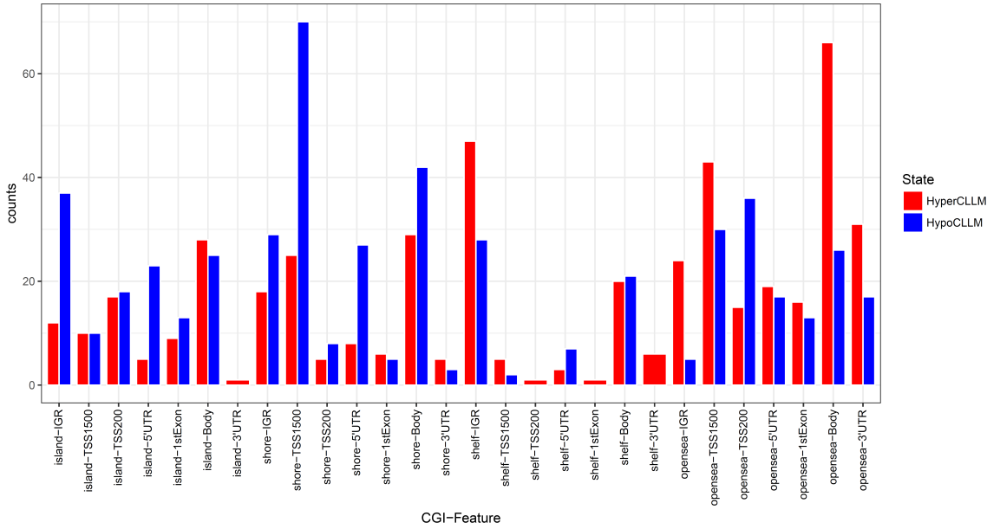 60
40
20
0
counts
island−IGR
island−TSS1500
island−TSS200
island−5'UTR
island−1stExon
island−Body
island−3'UTR
shore−IGR
shore−TSS1500
shore−TSS200
shore−5'UTR
shore−1stExon
shore−Body
shore−3'UTR
shelf−IGR
shelf−TSS1500
shelf−TSS200
shelf−5'UTR
shelf−1stExon
shelf−Body
shelf−3'UTR
opensea−IGR
opensea−TSS1500
opensea−TSS200
opensea−5'UTR
opensea−1stExon
opensea−Body
opensea−3'UTR
CGI−Feature
State
HyperCLLM
HypoCLLM